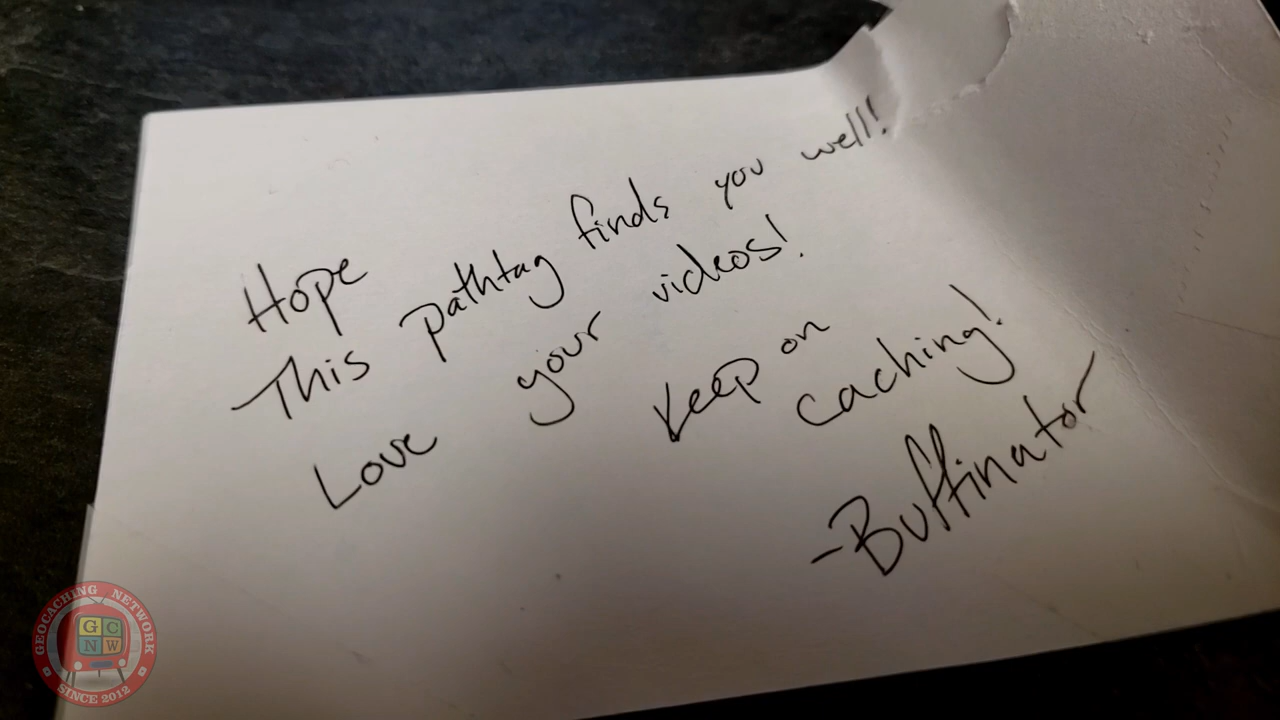 Hope
This pathtag finds you well!
Love your videos!
Keep on
caching!
-Buffinator
GEOCACHING NETWORK
GC
NW
SINCE 2012